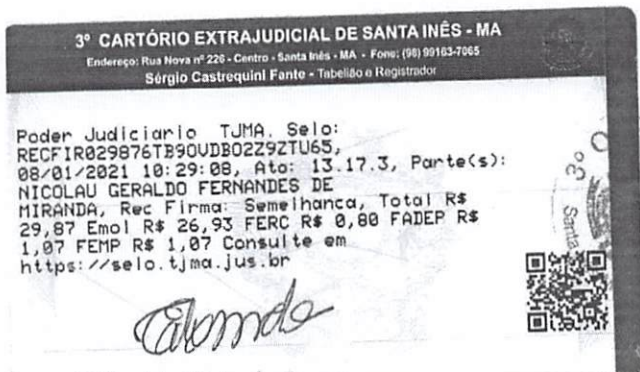 3º CARTÓRIO EXTRAJUDICIAL DE SANTA INÊS - MA
Endereço: Rua Nova nº 226 - Centro - Santa Inês - MA - Fone: (98) 99163-7065
Sérgio Castrequini Fante - Tabelião e Registrador
Poder Judiciario TJMA. Selo:
RECFIR029876TB9OVDBO2Z9ZTU65,
08/01/2021 10:29:08, Ato: 13.17.3, Parte(s):
NICOLAU GERALDO FERNANDES DE
MIRANDA, Rec Firma: Semelhanca, Total R$
29,87 Emol R$ 26,93 FERC R$ 0,80 FADEP R$
1,07 FEMP R$ 1,07 Consulte em
https://selo.tjma.jus.br
3º
Santa